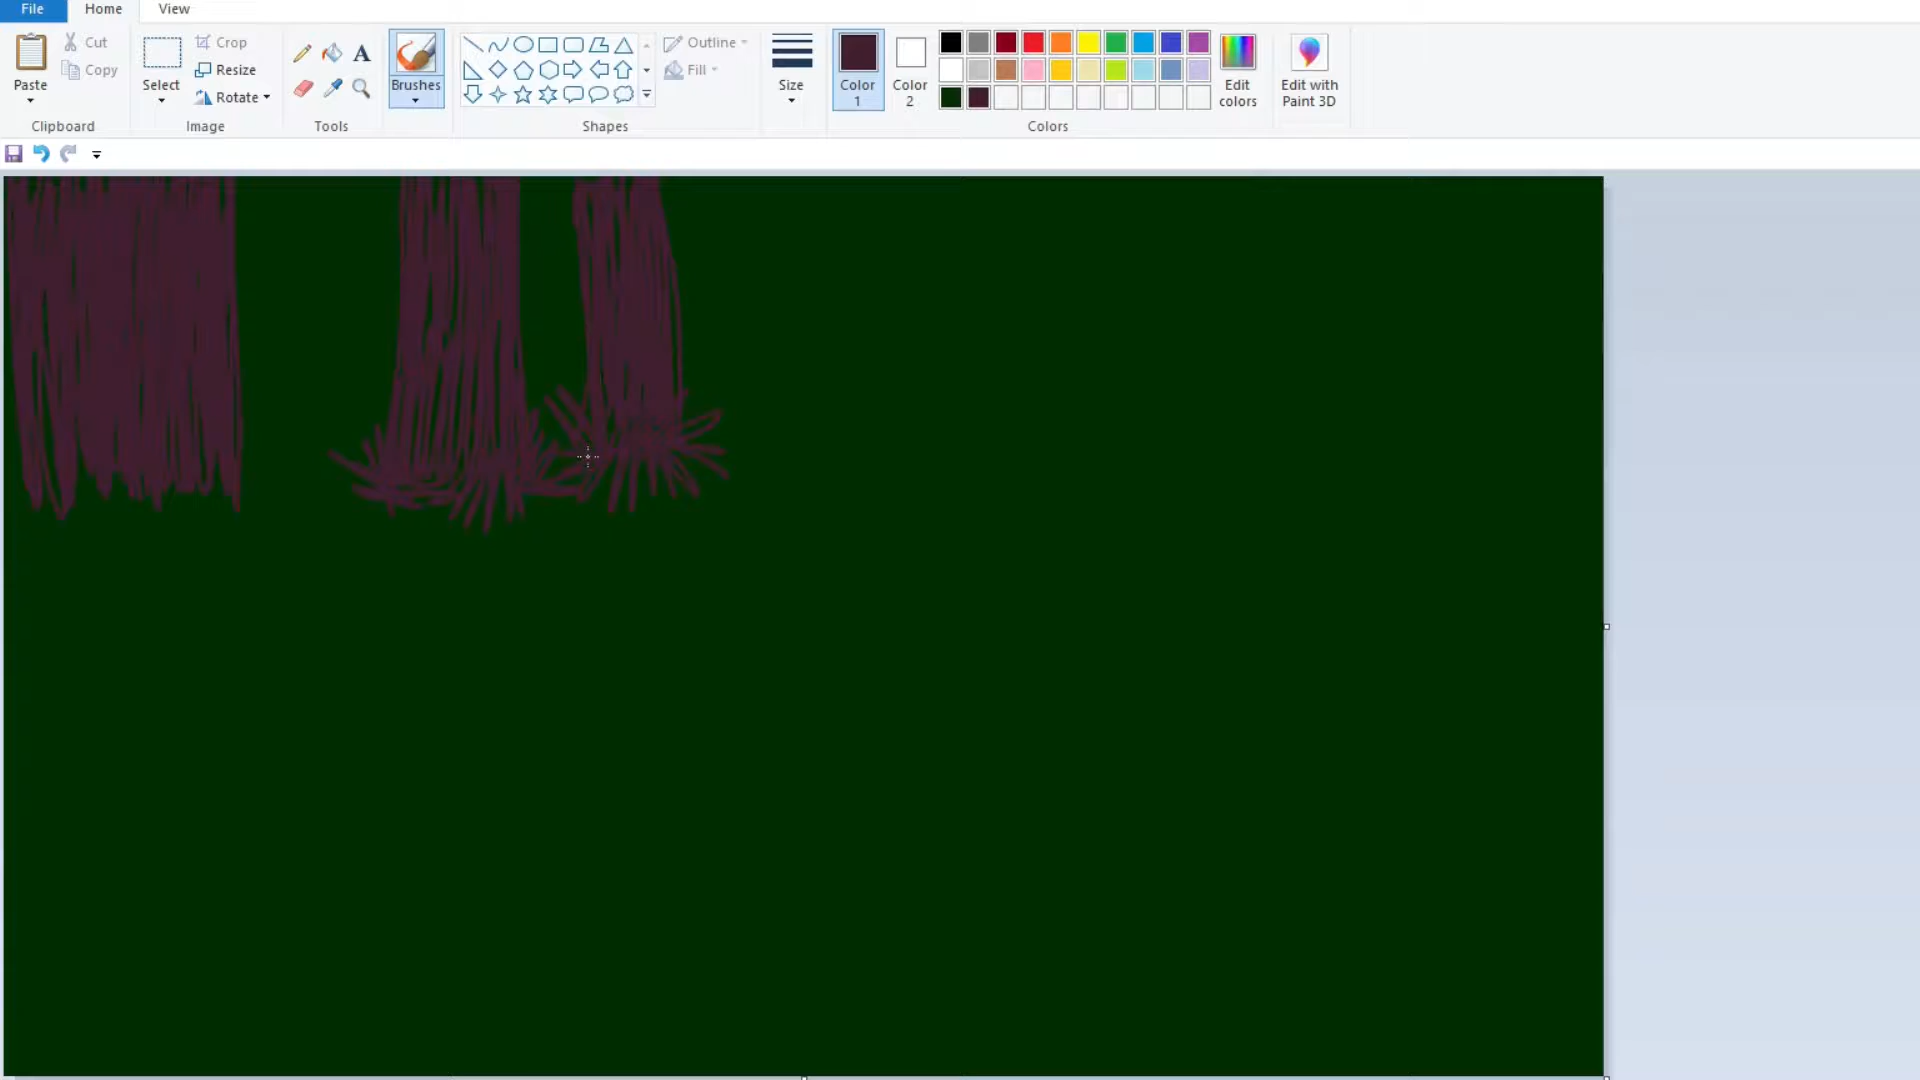 File Home View
Paste
Cut
Copy
Clipboard
Select
Crop
Resize
Rotate
Image
A
Tools
Brushes
Shapes
Outline
Fill
Size
Color
1
Color
2
Edit
colors
Colors
Edit with
Paint 3D